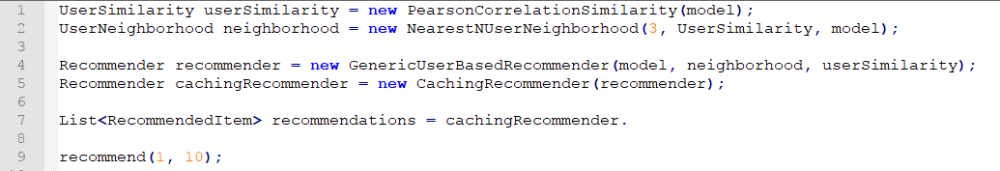 1 UserSimilarity userSimilarity = new PearsonCorrelationSimilarity(model);
2 UserNeighborhood neighborhood = new NearestNUserNeighborhood(3, UserSimilarity, model);
3
4 Recommender recommender = new GenericUserBasedRecommender(model, neighborhood, userSimilarity);
5 Recommender cachingRecommender = new CachingRecommender(recommender);
6
7 List<RecommendedItem> recommendations = cachingRecommender.
8
9 recommend(1, 10);